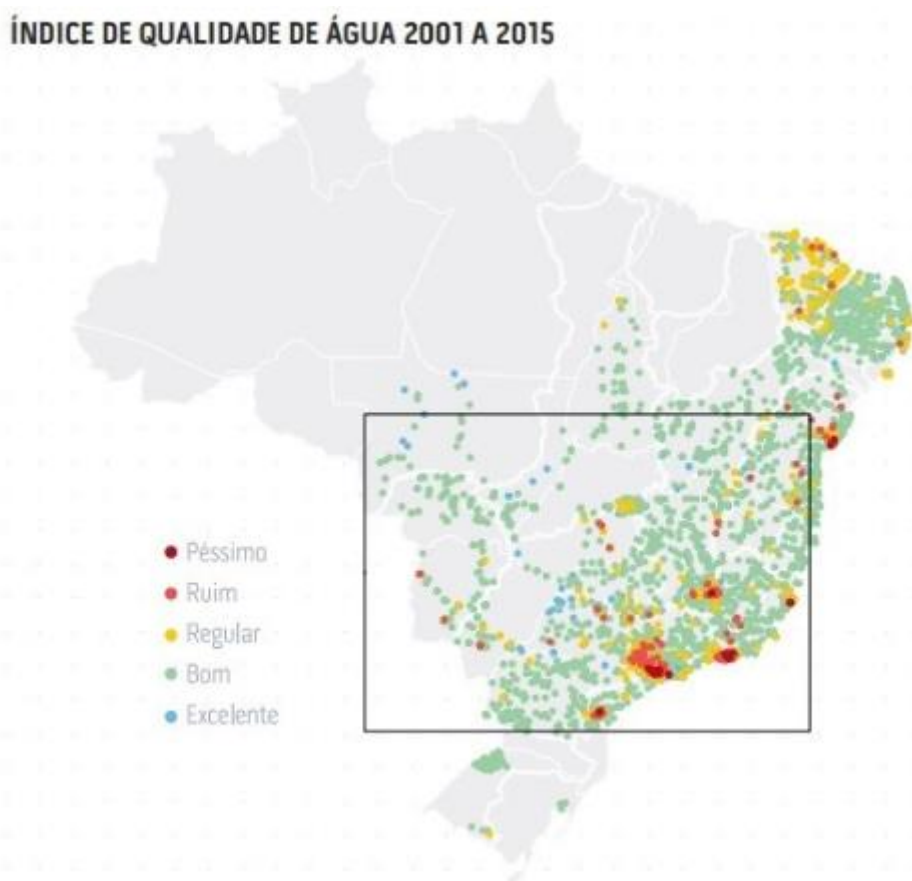 ÍNDICE DE QUALIDADE DE ÁGUA 2001 A 2015
Péssimo
Ruim
Regular
Bom
Excelente